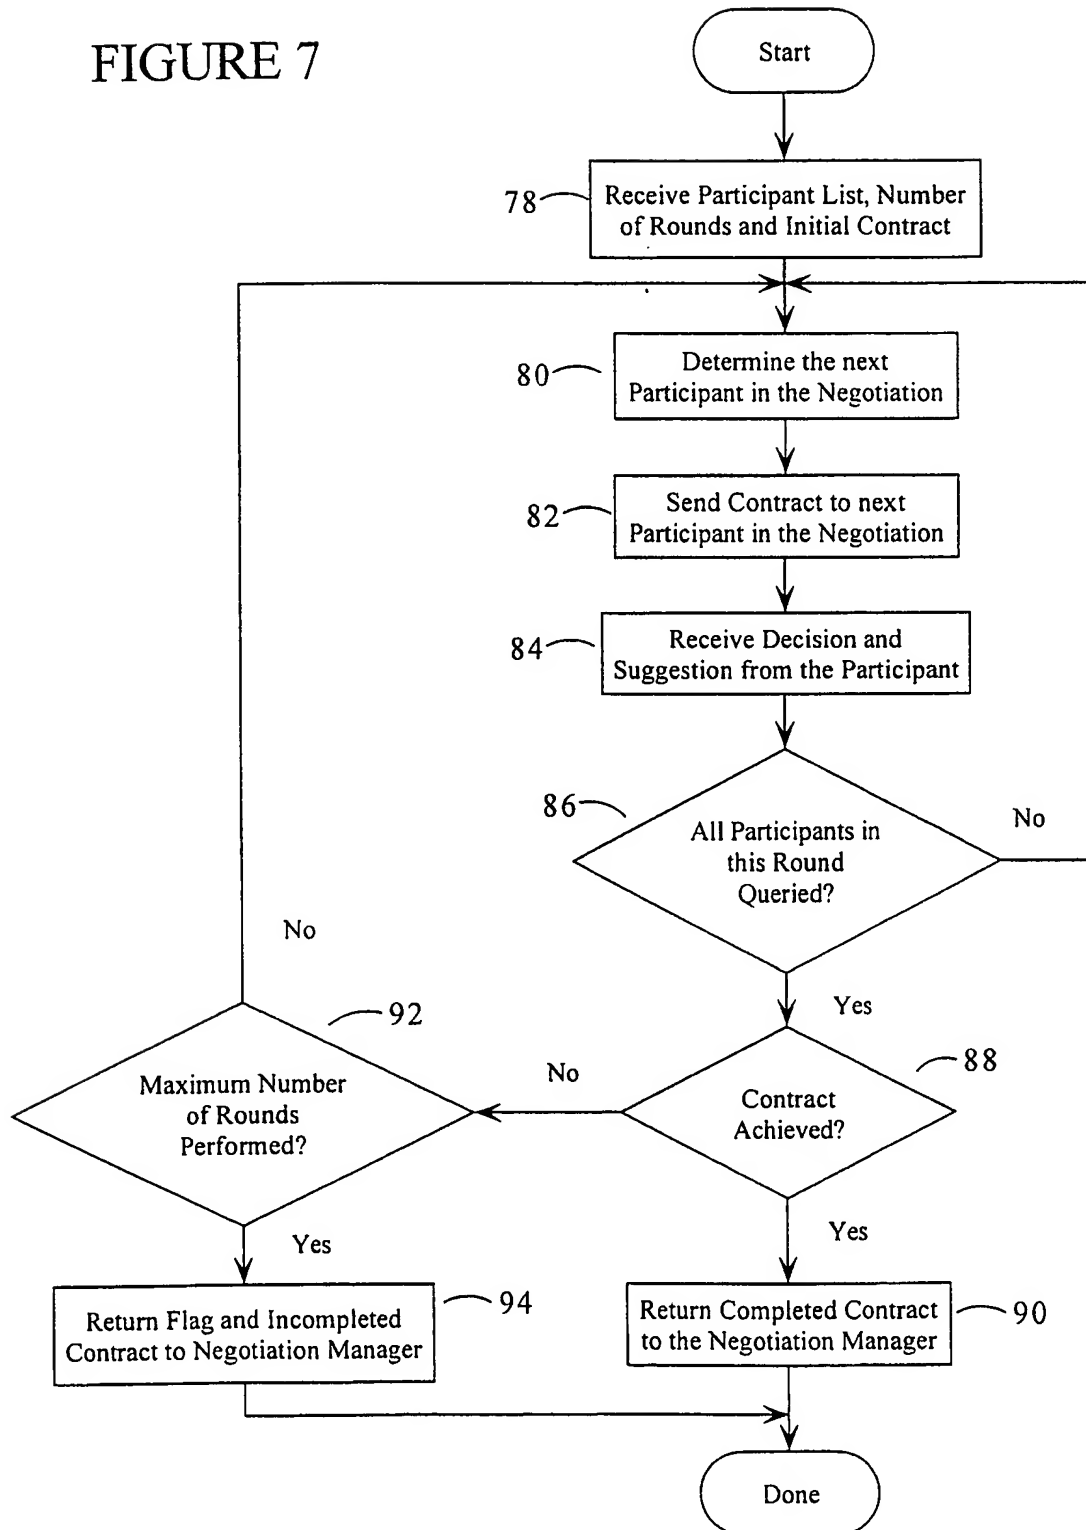 FIGURE 7
Start
78
Receive Participant List, Number
of Rounds and Initial Contract
80
Determine the next
Participant in the Negotiation
82
Send Contract to next
Participant in the Negotiation
84
Receive Decision and
Suggestion from the Participant
86
All Participants in
this Round
Queried?
No
No
Yes
92
Maximum Number
of Rounds
Performed?
No
88
Contract
Achieved?
Yes
Yes
Return Flag and Incompleted
Contract to Negotiation Manager
94
Return Completed Contract
to the Negotiation Manager
90
Done